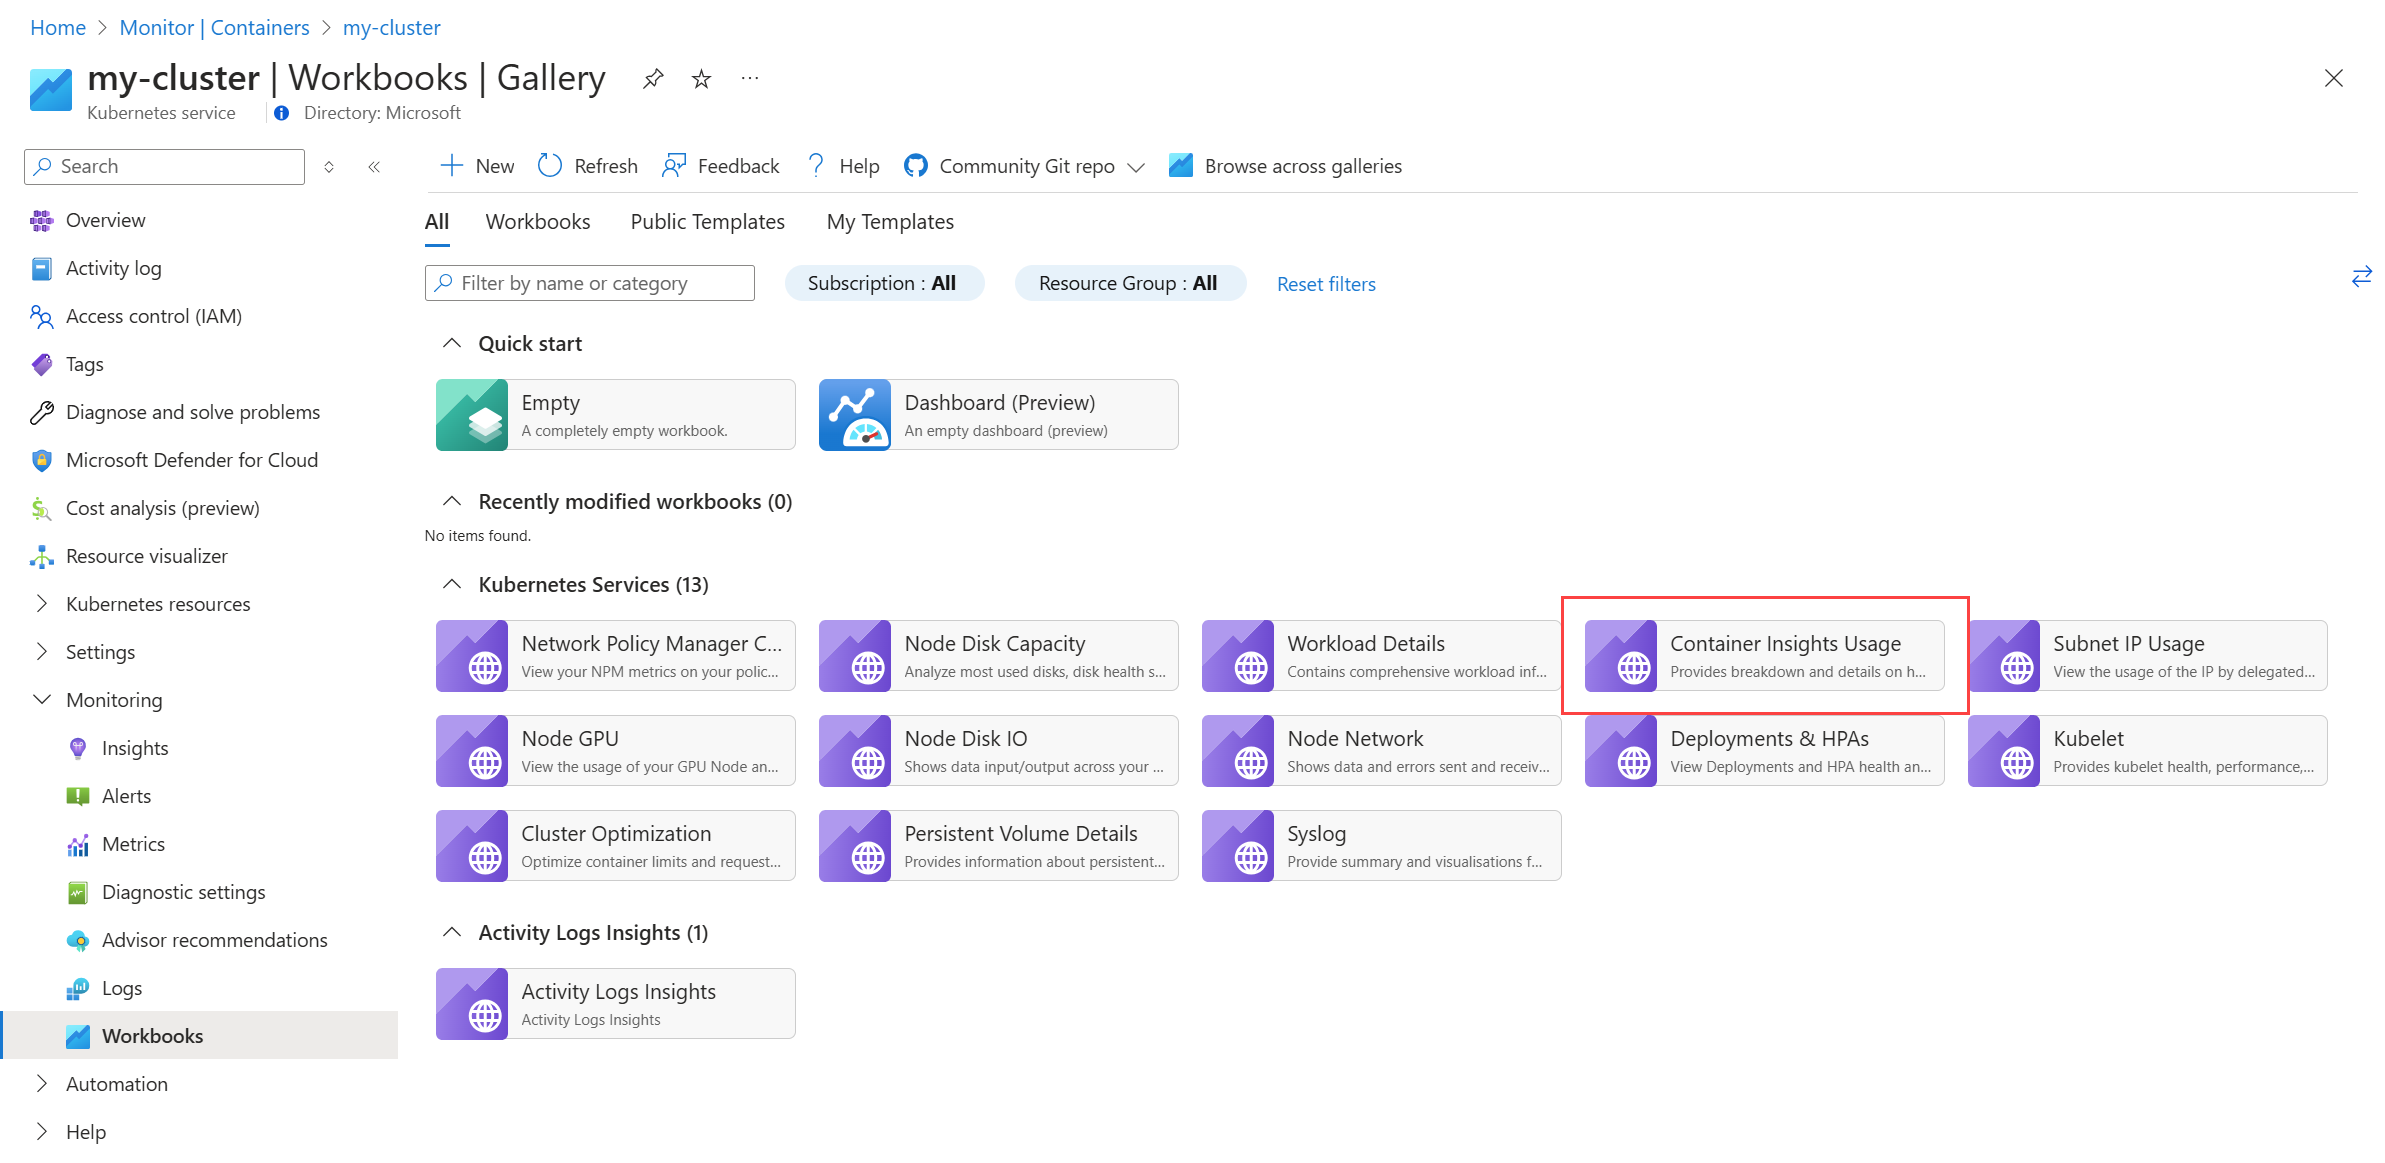 Home > Monitor | Containers > my-cluster
my-cluster | Workbooks | Gallery
Kubernetes service
Directory: Microsoft
Search
New
Refresh
Feedback
Help
Community Git repo
Browse across galleries
Overview
Activity log
Access control (IAM)
Tags
Diagnose and solve problems
Microsoft Defender for Cloud
Cost analysis (preview)
Resource visualizer
Kubernetes resources
Settings
Monitoring
Insights
Alerts
Metrics
Diagnostic settings
Advisor recommendations
Logs
Workbooks
Automation
Help
All
Workbooks
Public Templates
My Templates
Filter by name or category
Subscription : All
Resource Group : All
Reset filters
Quick start
Empty
A completely empty workbook.
Dashboard (Preview)
An empty dashboard (preview)
Recently modified workbooks (0)
No items found.
Kubernetes Services (13)
Network Policy Manager C...
View your NPM metrics on your polic...
Node Disk Capacity
Analyze most used disks, disk health s...
Workload Details
Contains comprehensive workload inf...
Container Insights Usage
Provides breakdown and details on h...
Subnet IP Usage
View the usage of the IP by delegated...
Node GPU
View the usage of your GPU Node an...
Node Disk IO
Shows data input/output across your ...
Node Network
Shows data and errors sent and receiv...
Deployments & HPAs
View Deployments and HPA health an...
Kubelet
Provides kubelet health, performance,...
Cluster Optimization
Optimize container limits and request...
Persistent Volume Details
Provides information about persistent...
Syslog
Provide summary and visualisations f...
Activity Logs Insights (1)
Activity Logs Insights
Activity Logs Insights